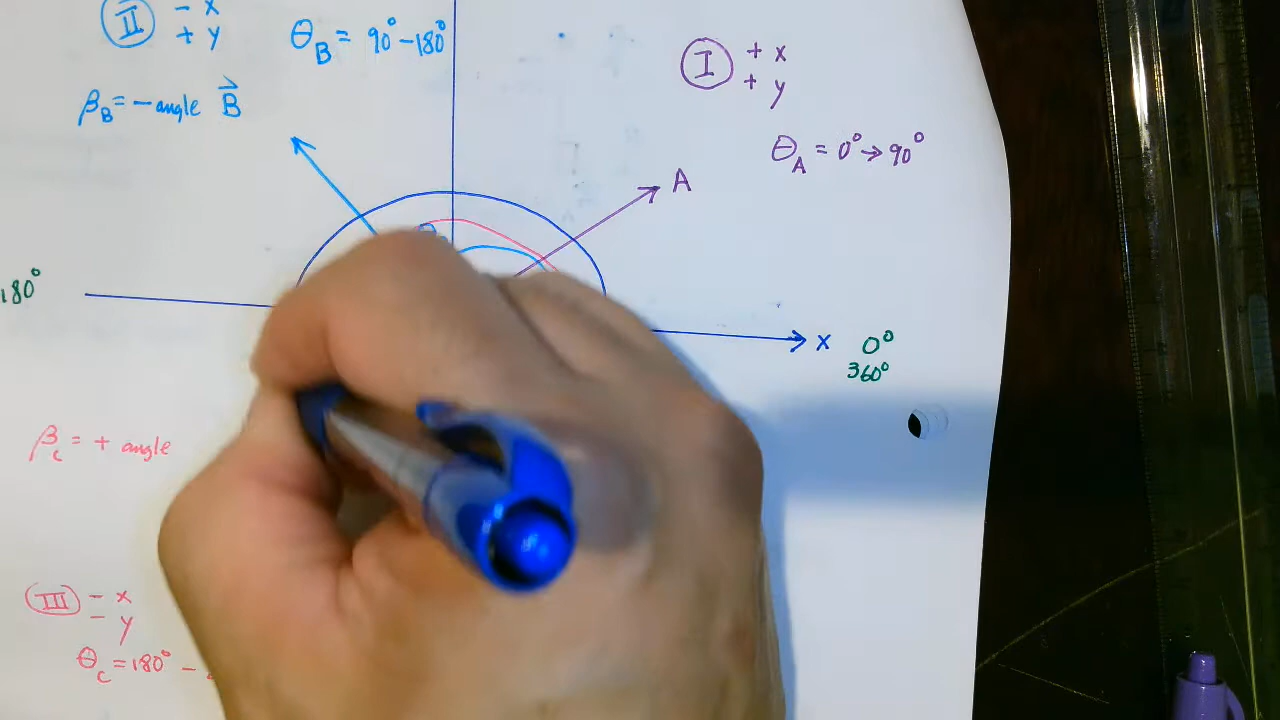 II - x
+ y
θB = 90° - 180°
I + x
+ y
βB = - angle B⃗
θA = 0° → 90°
A
180°
x 0°
360°
βc = + angle
III - x
- y
θc = 180° -